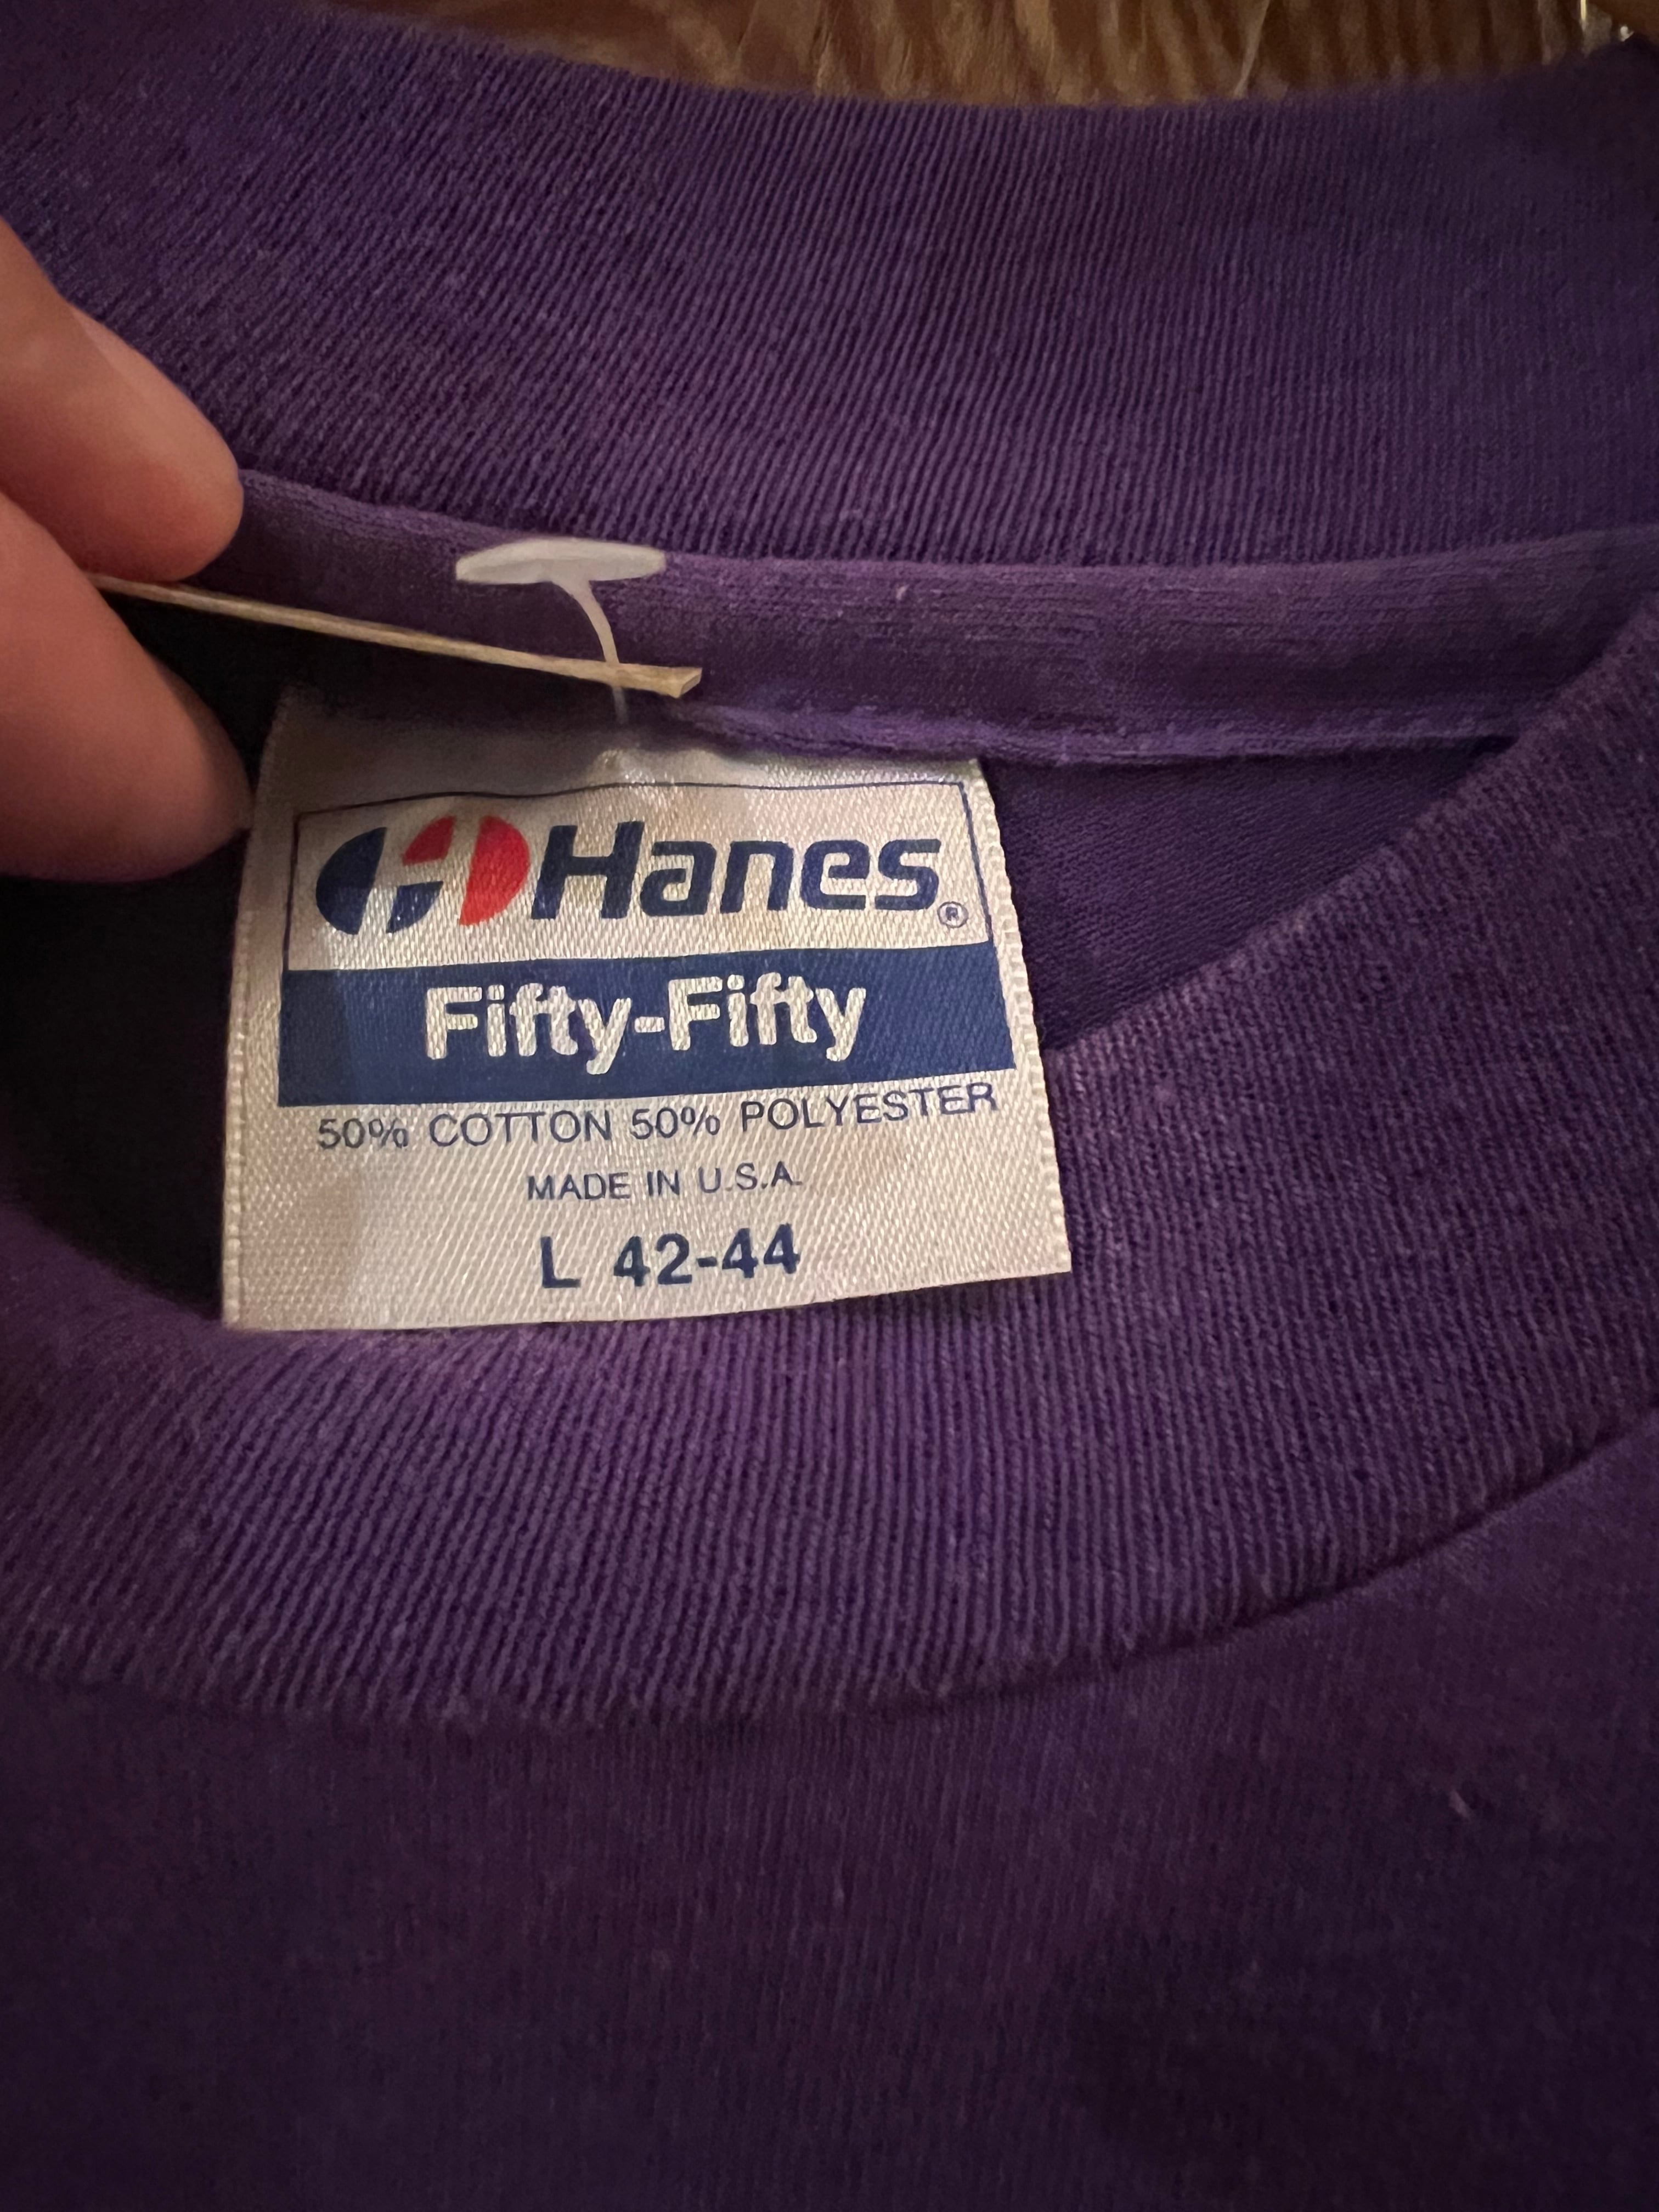 Hanes®
Fifty-Fifty
50% COTTON 50% POLYESTER
MADE IN U.S.A.
L 42-44